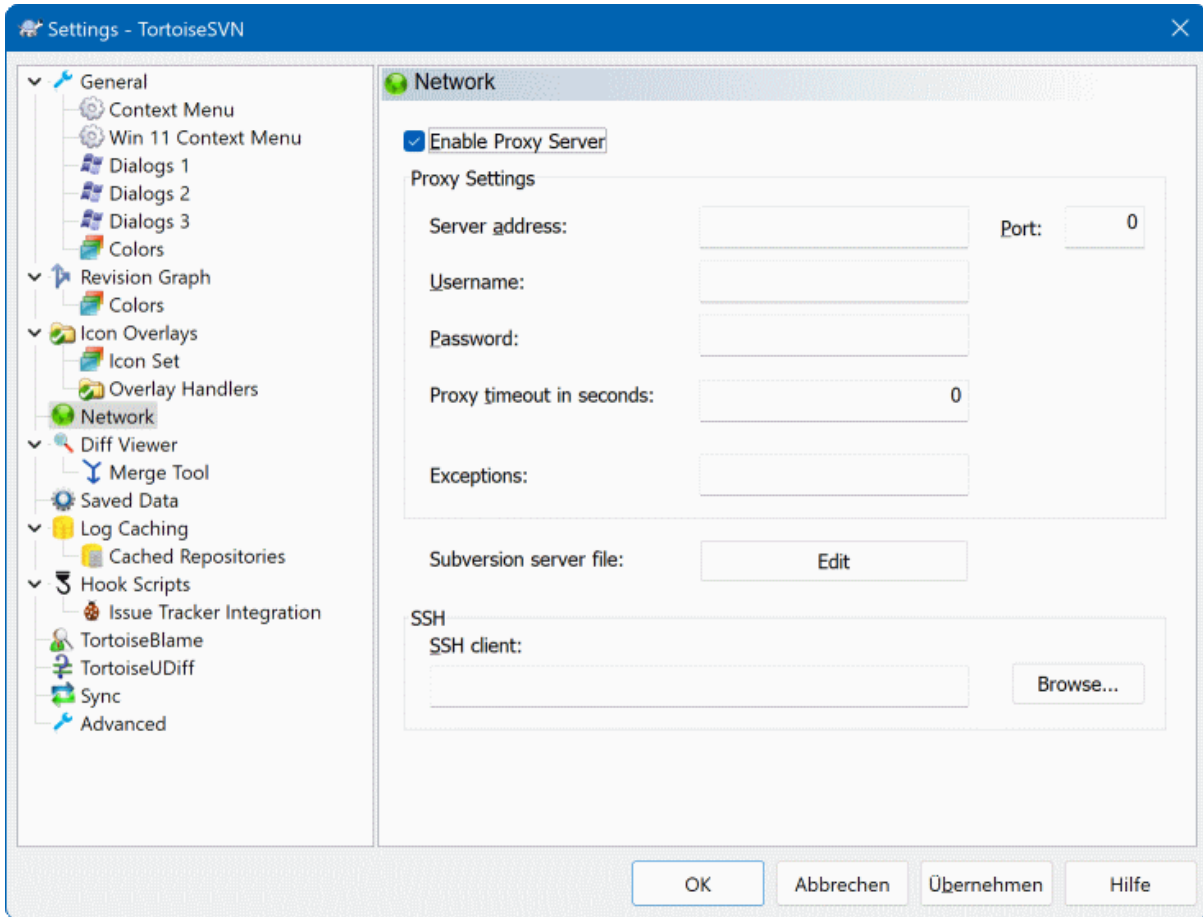 Settings - TortoiseSVN
General
Context Menu
Win 11 Context Menu
Dialogs 1
Dialogs 2
Dialogs 3
Colors
Revision Graph
Colors
Icon Overlays
Icon Set
Overlay Handlers
Network
Diff Viewer
Merge Tool
Saved Data
Log Caching
Cached Repositories
Hook Scripts
Issue Tracker Integration
TortoiseBlame
TortoiseUDiff
Sync
Advanced
Network
Enable Proxy Server
Proxy Settings
Server address: Port: 0
Username:
Password:
Proxy timeout in seconds: 0
Exceptions:
Subversion server file: Edit
SSH
SSH client:
Browse...
OK Abbrechen Übernehmen Hilfe